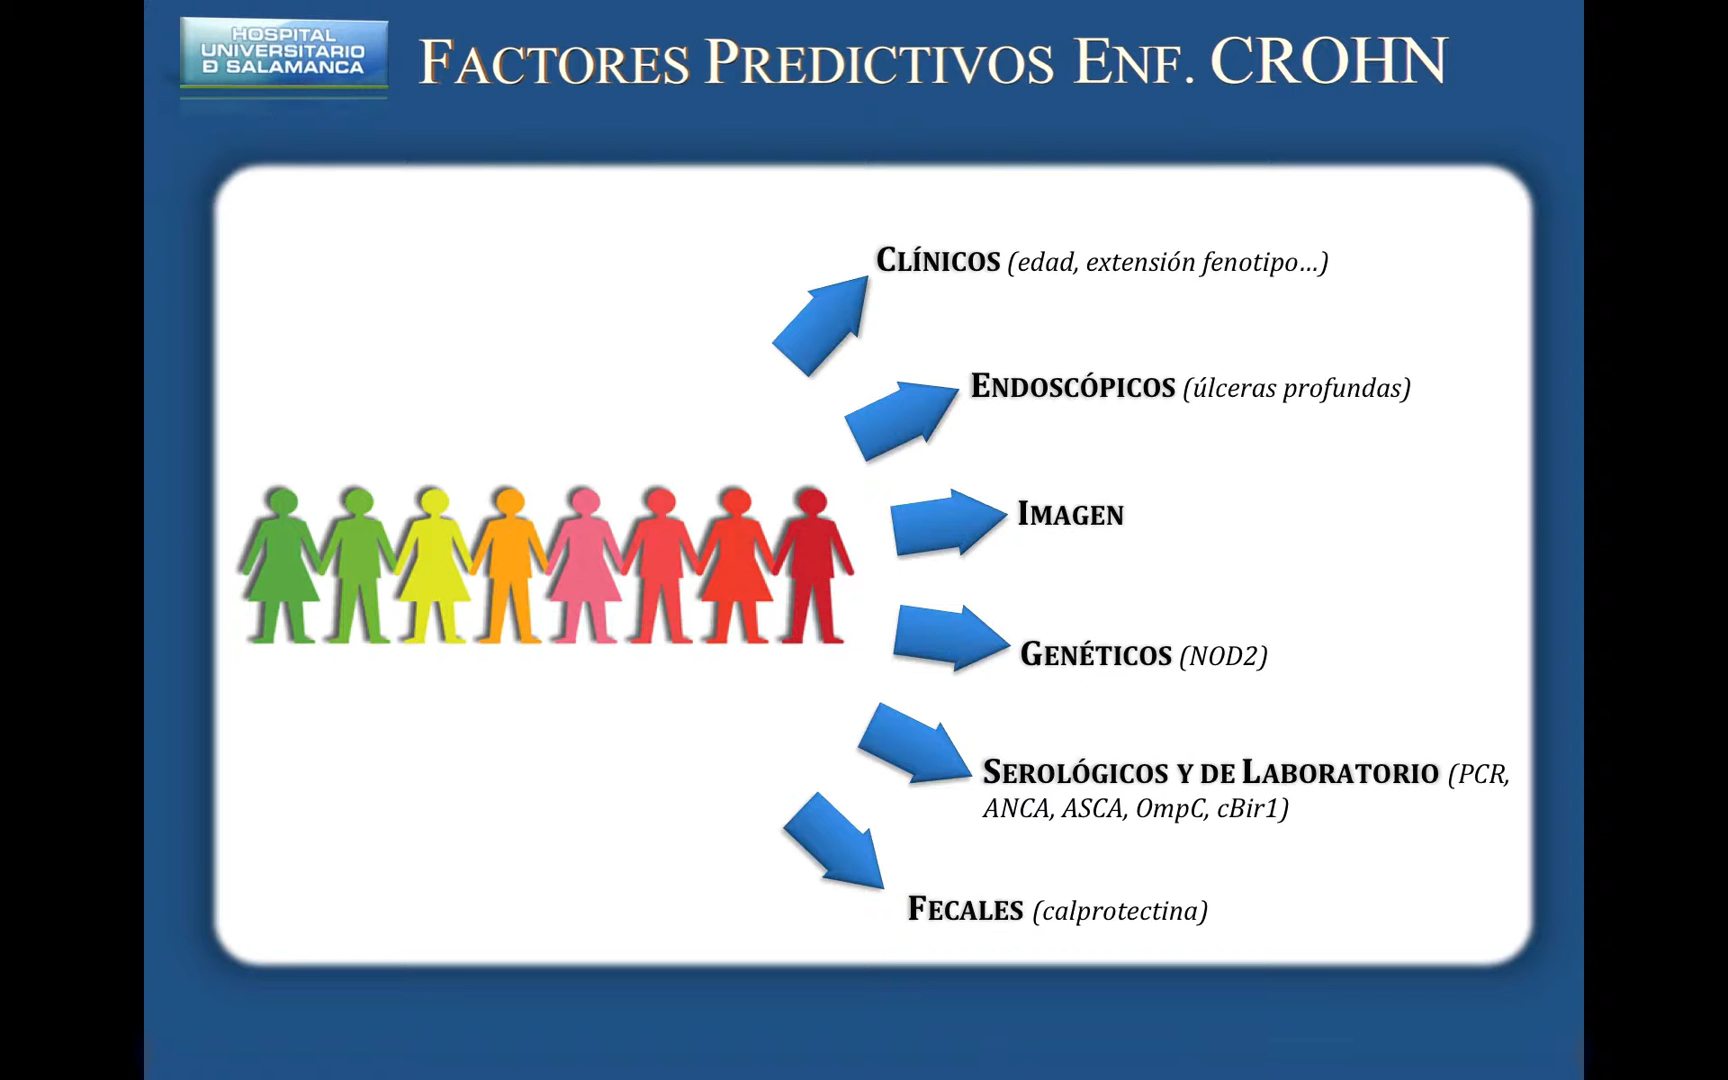 HOSPITAL
UNIVERSITARIO
DE SALAMANCA
FACTORES PREDICTIVOS ENF. CROHN
CLÍNICOS (edad, extensión fenotipo...)
ENDOSCÓPICOS (úlceras profundas)
IMAGEN
GENÉTICOS (NOD2)
SEROLÓGICOS Y DE LABORATORIO (PCR,
ANCA, ASCA, OmpC, cBir1)
FECALES (calprotectina)